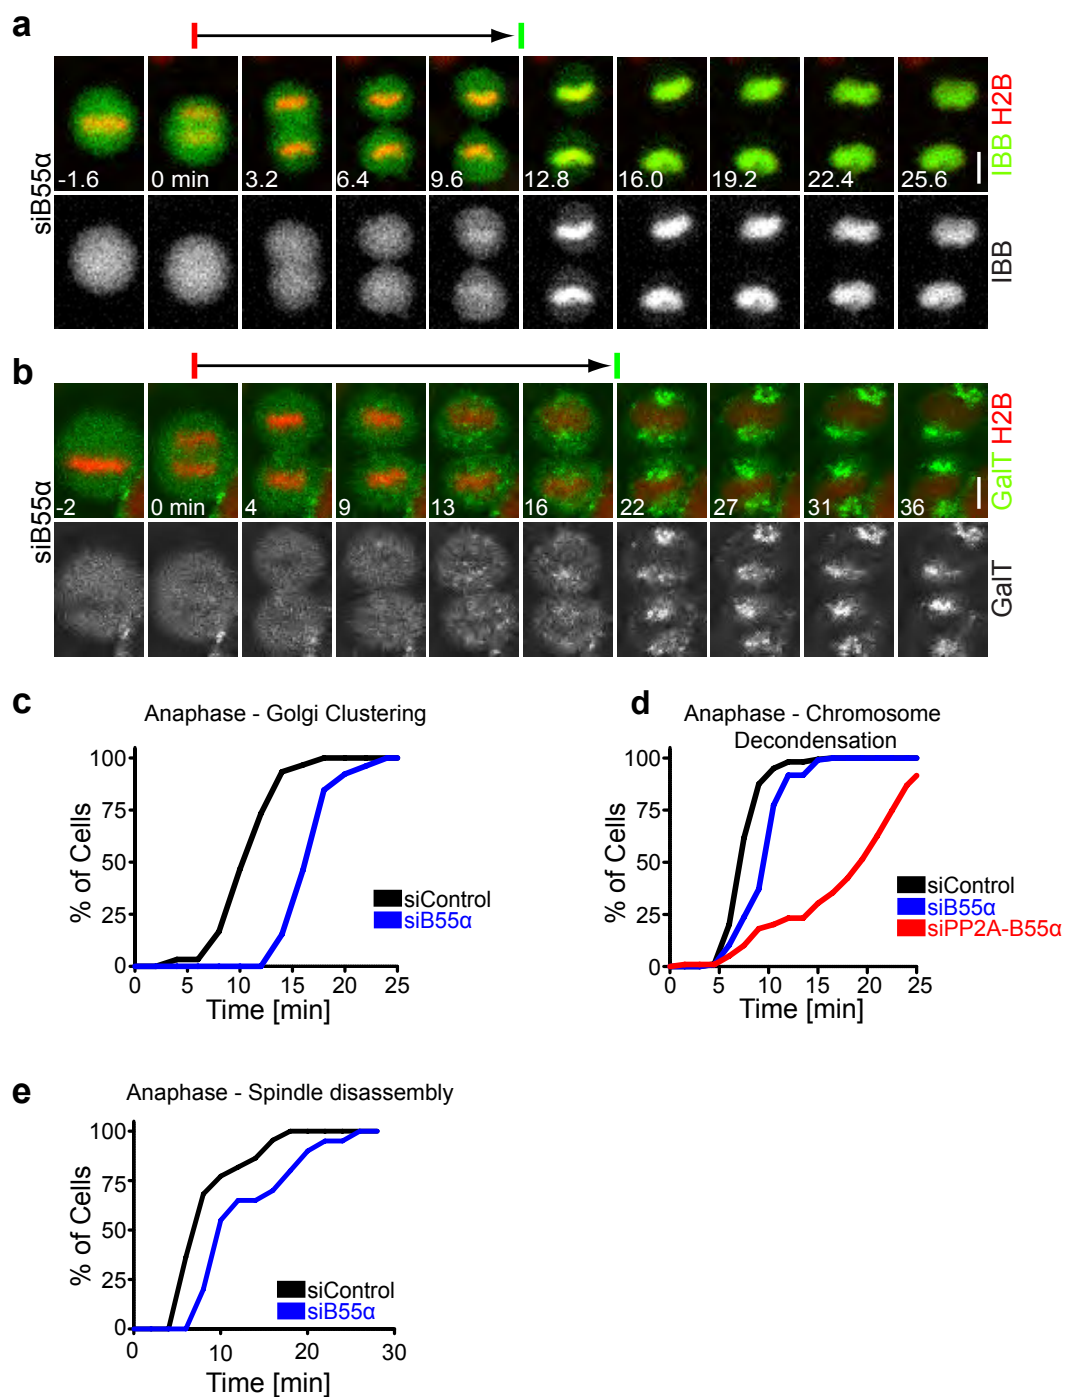 a
siB55α
-1.6 0 min 3.2 6.4 9.6 12.8 16.0 19.2 22.4 25.6
IBB H2B
IBB
b
siB55α
-2 0 min 4 9 13 16 22 27 31 36
GalT H2B
GalT
c
Anaphase - Golgi Clustering
% of Cells
100
75
50
25
0
0 5 10 15 20 25
Time [min]
siControl
siB55α
d
Anaphase - Chromosome
Decondensation
% of Cells
100
75
50
25
0
0 5 10 15 20 25
Time [min]
siControl
siB55α
siPP2A-B55α
e
Anaphase - Spindle disassembly
% of Cells
100
75
50
25
0
0 10 20 30
Time [min]
siControl
siB55α